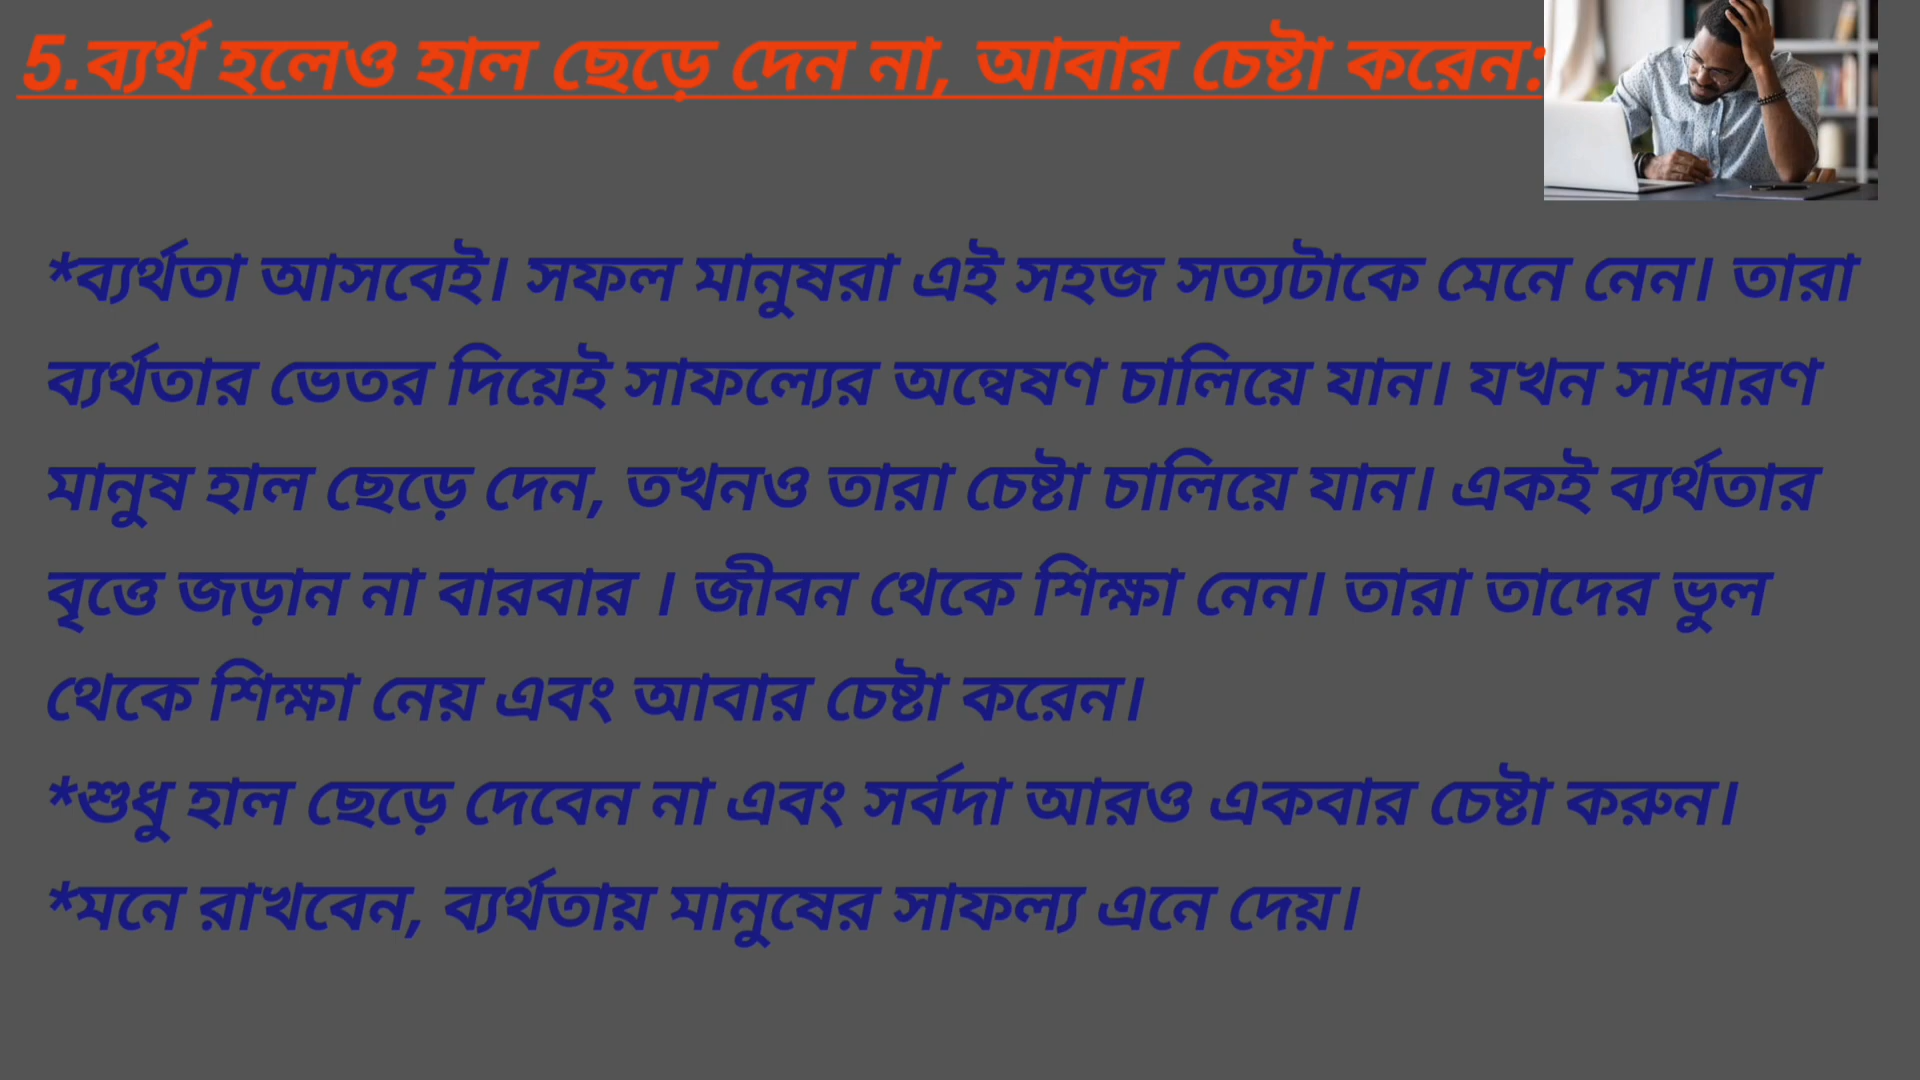 5.ব্যর্থ হলেও হাল ছেড়ে দেন না, আবার চেষ্টা করেন:
*ব্যর্থতা আসবেই। সফল মানুষরা এই সহজ সত্যটাকে মেনে নেন। তারা
ব্যর্থতার ভেতর দিয়েই সাফল্যের অন্বেষণ চালিয়ে যান। যখন সাধারণ
মানুষ হাল ছেড়ে দেন, তখনও তারা চেষ্টা চালিয়ে যান। একই ব্যর্থতার
বৃত্তে জড়ান না বারবার । জীবন থেকে শিক্ষা নেন। তারা তাদের ভুল
থেকে শিক্ষা নেয় এবং আবার চেষ্টা করেন।
*শুধু হাল ছেড়ে দেবেন না এবং সর্বদা আরও একবার চেষ্টা করুন।
*মনে রাখবেন, ব্যর্থতায় মানুষের সাফল্য এনে দেয়।